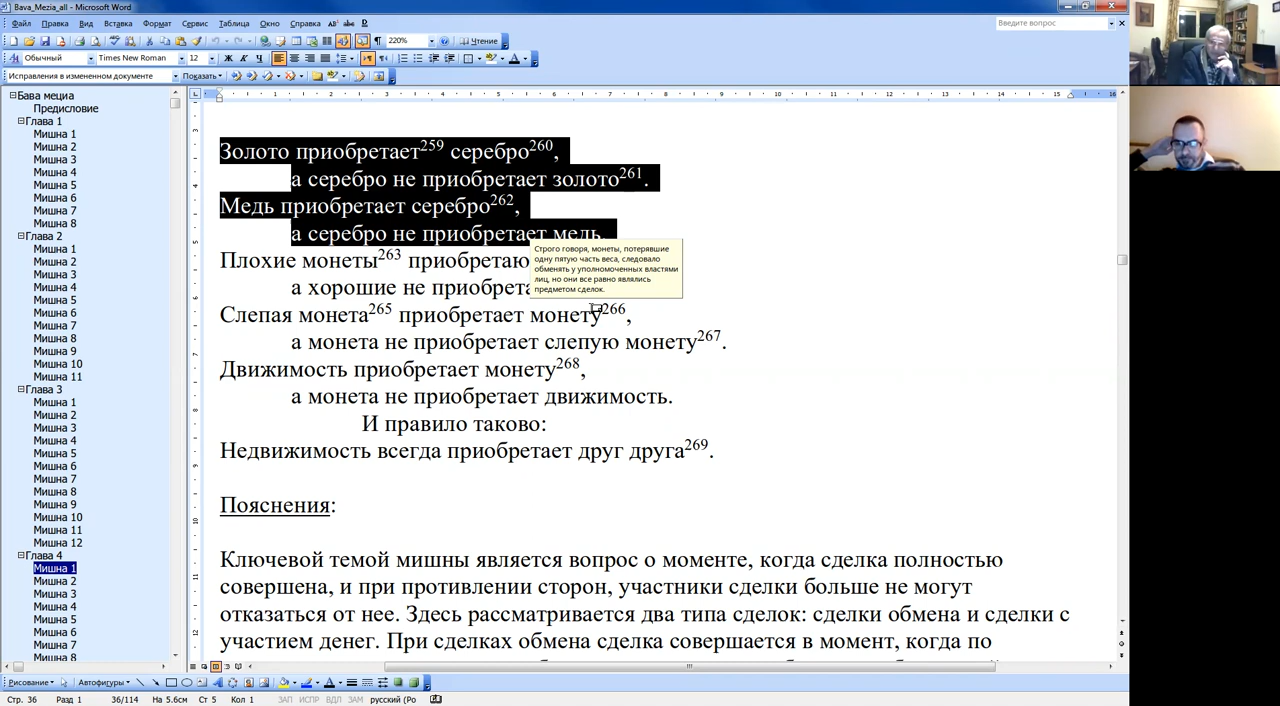 Bava_Mezia_all - Microsoft Word
Файл Правка Вид Вставка Формат Сервис Таблица Окно Справка
Введите вопрос
220% Чтение
Обычный Times New Roman 12
Исправления в измененном документе Показать
Бава мециа
Предисловие
Глава 1
Мишна 1
Мишна 2
Мишна 3
Мишна 4
Мишна 5
Мишна 6
Мишна 7
Мишна 8
Глава 2
Мишна 1
Мишна 2
Мишна 3
Мишна 4
Мишна 5
Мишна 6
Мишна 7
Мишна 8
Мишна 9
Мишна 10
Мишна 11
Глава 3
Мишна 1
Мишна 2
Мишна 3
Мишна 4
Мишна 5
Мишна 6
Мишна 7
Мишна 8
Мишна 9
Мишна 10
Мишна 11
Мишна 12
Глава 4
Мишна 1
Мишна 2
Мишна 3
Мишна 4
Мишна 5
Мишна 6
Мишна 7
Мишна 8
Золото приобретает259 серебро260,
а серебро не приобретает золото261.
Медь приобретает серебро262,
а серебро не приобретает медь.
Плохие монеты263 приобретаю
а хорошие не приобрета
Строго говоря, монеты, потерявшие
одну пятую часть веса, следовало
обменять у уполномоченных властями
лиц, но они все равно являлись
предметом сделок.
Слепая монета265 приобретает монету266,
а монета не приобретает слепую монету267.
Движимость приобретает монету268,
а монета не приобретает движимость.
И правило таково:
Недвижимость всегда приобретает друг друга269.
Пояснения:
Ключевой темой мишны является вопрос о моменте, когда сделка полностью
совершена, и при противлении сторон, участники сделки больше не могут
отказаться от нее. Здесь рассматривается два типа сделок: сделки обмена и сделки с
участием денег. При сделках обмена сделка совершается в момент, когда по
Рисование Автофигуры
Стр. 36 Разд 1 36/114 На 5.6см Ст 5 Кол 1 ЗАП ИСПР ВДЛ ЗАМ русский (Ро